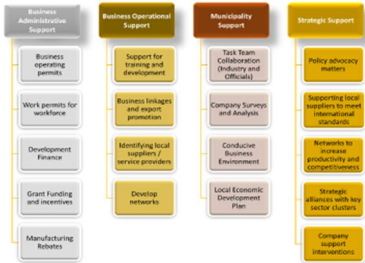 Business
Administrative
Support
Business
operating
permits
Work permits for
workforce
Development
Finance
Grant Funding
and incentives
Manufacturing
Rebates
Business Operational
Support
Support for
training and
development
Business linkages
and export
promotion
Identifying local
suppliers /
service providers
Develop
networks
Municipality
Support
Task Team
Collaboration
(Industry and
Officials)
Company Surveys
and Analysis
Conducive
Business
Environment
Local Economic
Development
Plan
Strategic Support
Policy advocacy
matters
Supporting local
suppliers to meet
international
standards
Networks to
increase
productivity and
competitiveness
Strategic
alliances with key
sector clusters
Company
support
interventions